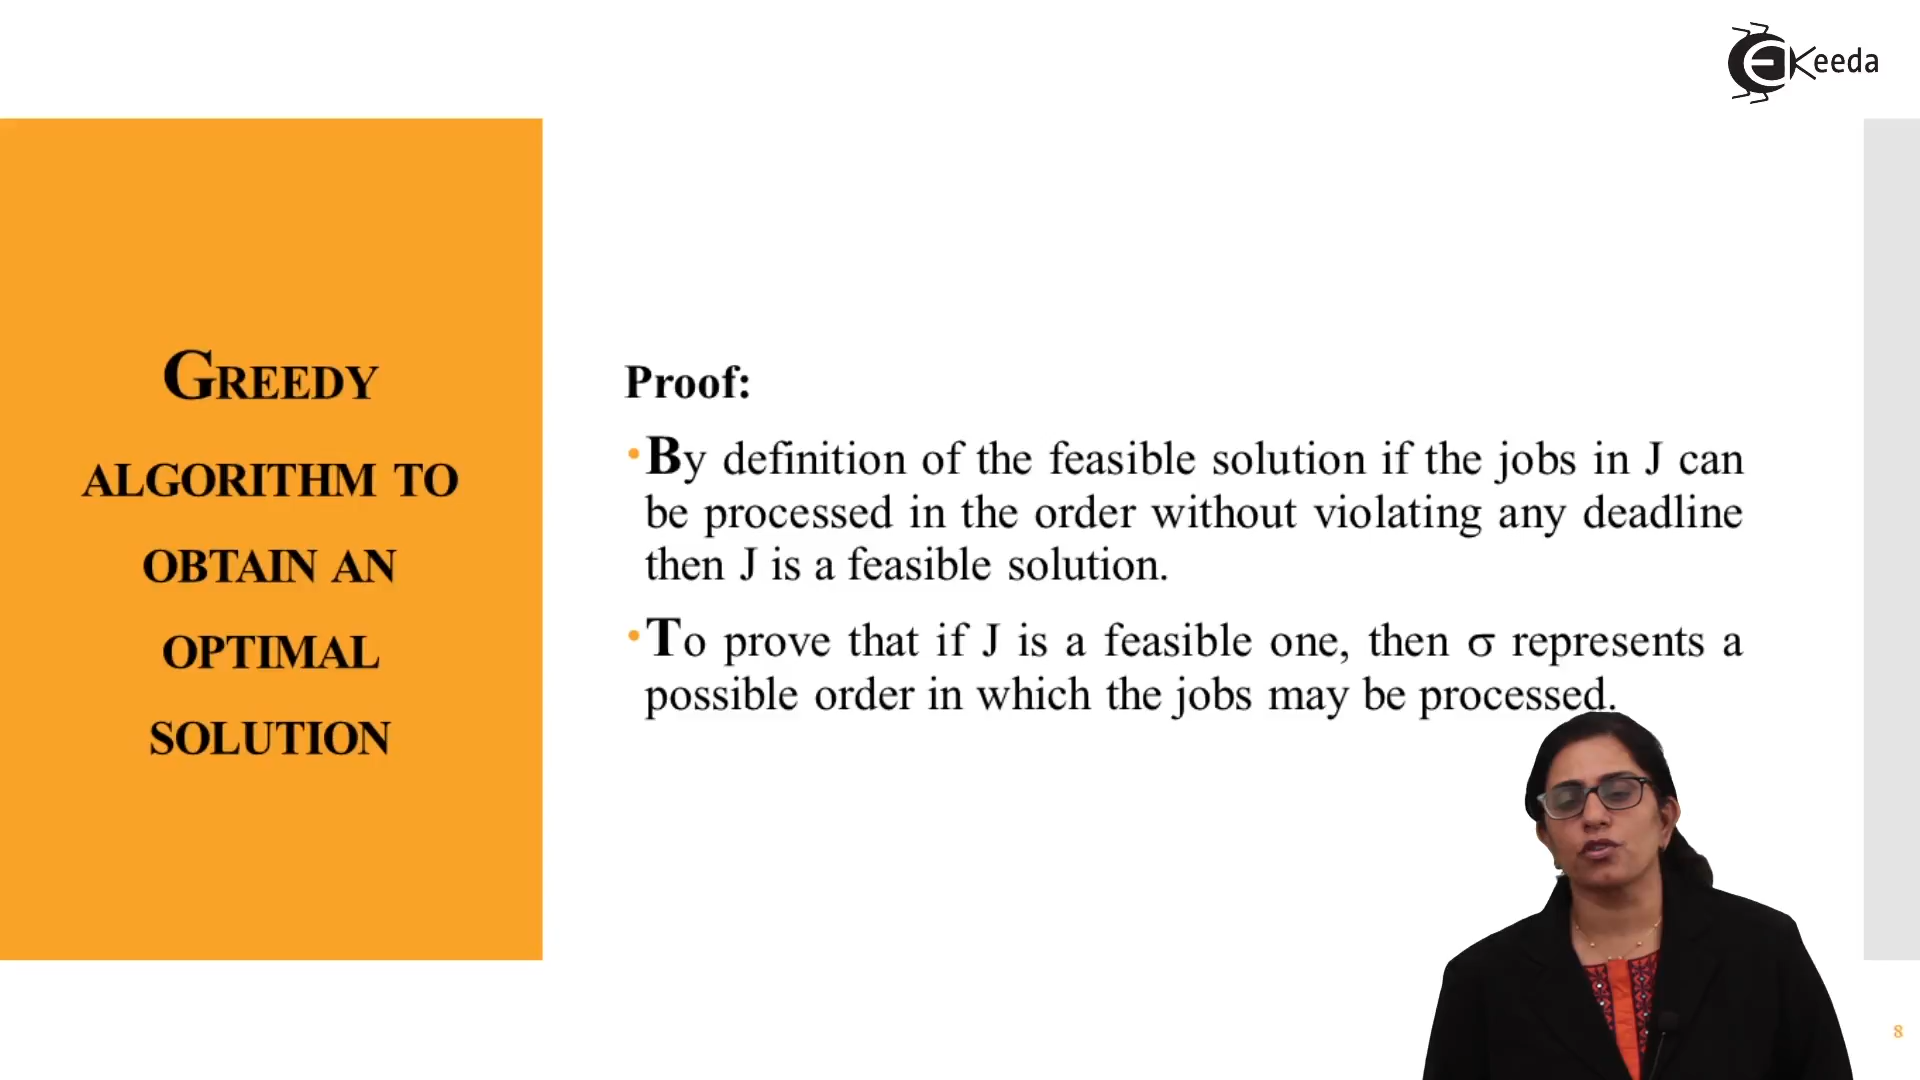 Keeda
GREEDY
ALGORITHM TO
OBTAIN AN
OPTIMAL
SOLUTION
Proof:
•By definition of the feasible solution if the jobs in J can
be processed in the order without violating any deadline
then J is a feasible solution.
•To prove that if J is a feasible one, then σ represents a
possible order in which the jobs may be processed.
8